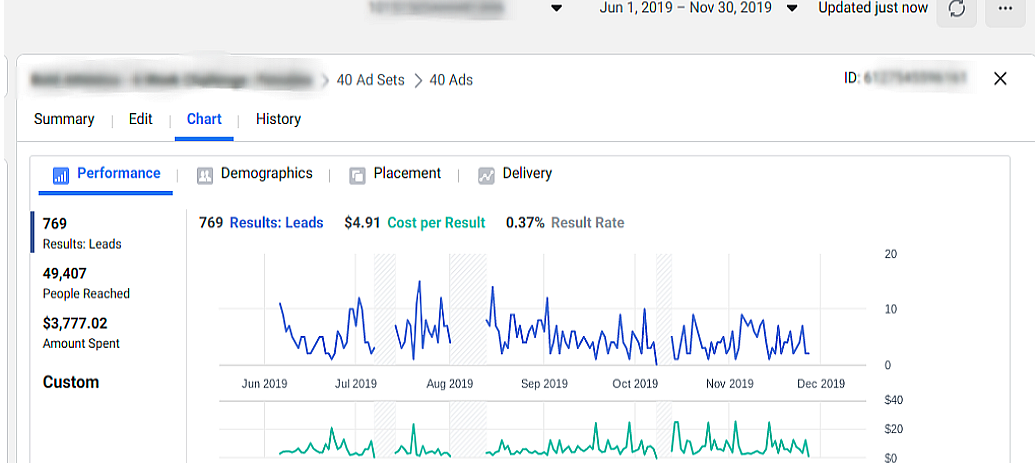 Jun 1, 2019 – Nov 30, 2019 Updated just now
40 Ad Sets 40 Ads ID:
Summary Edit Chart History
Performance Demographics Placement Delivery
769
Results: Leads
49,407
People Reached
$3,777.02
Amount Spent
Custom
769 Results: Leads $4.91 Cost per Result 0.37% Result Rate
20
10
0
Jun 2019 Jul 2019 Aug 2019 Sep 2019 Oct 2019 Nov 2019 Dec 2019
$40
$20
$0